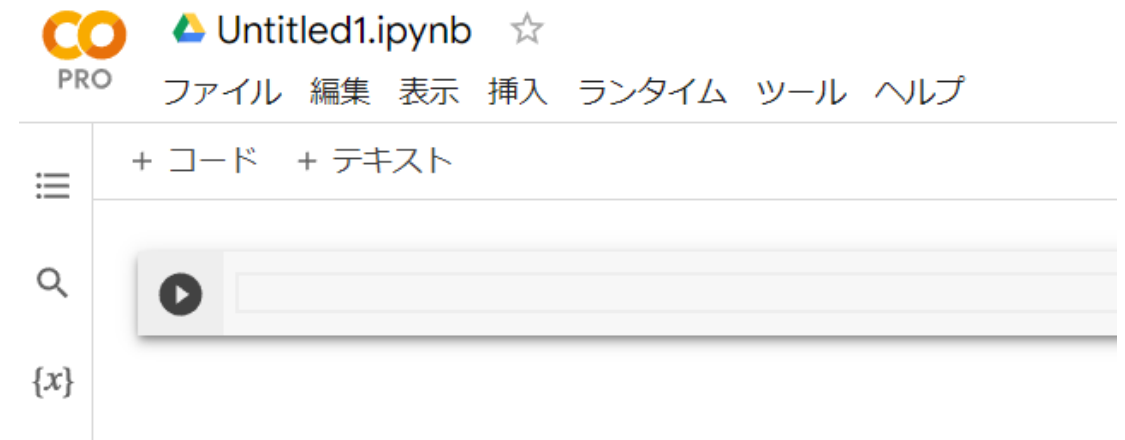 CO Untitled1.ipynb
PRO
ファイル 編集 表示 挿入 ランタイム ツール ヘルプ
+ コード + テキスト
{x}